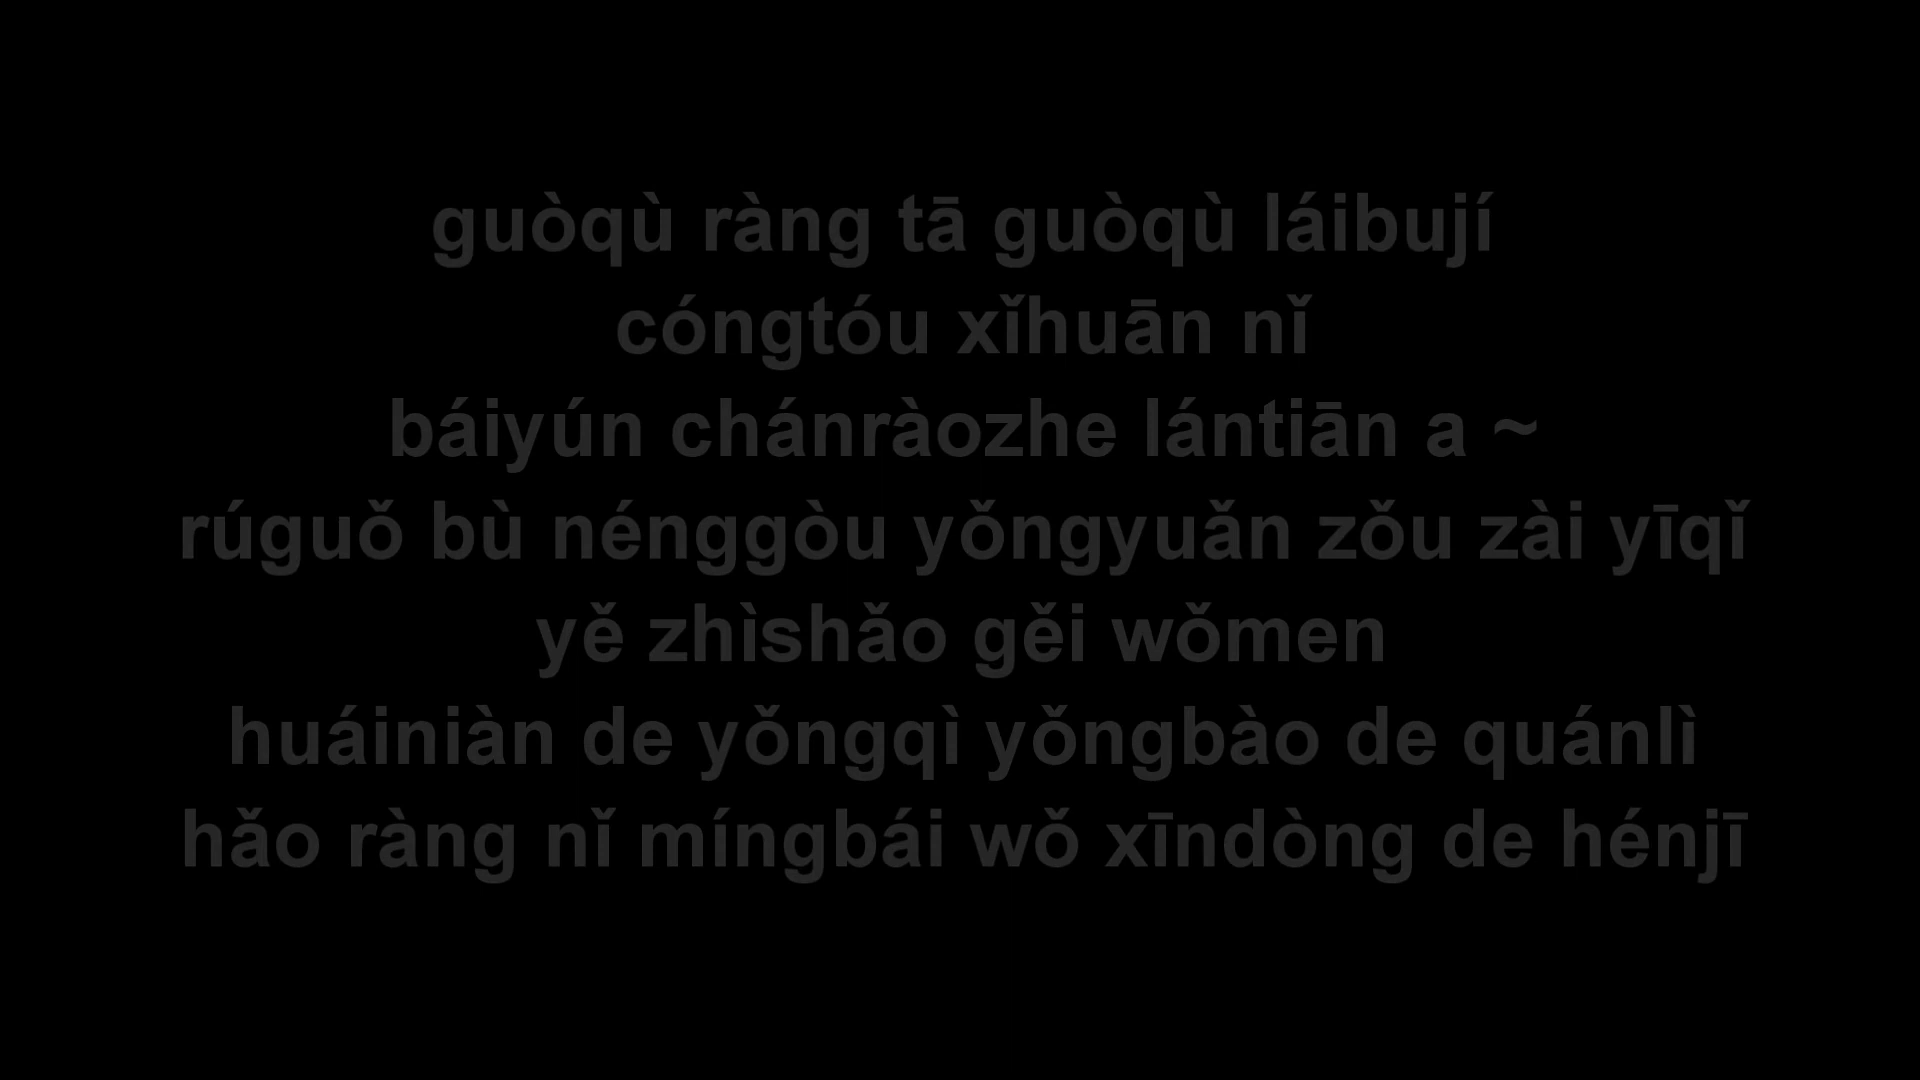 guòqù ràng tā guòqù láibují
cóngtóu xǐhuān nǐ
báiyún chánràozhe lántiān a ~
rúguǒ bù nénggòu yǒngyuǎn zǒu zài yīqǐ
yě zhìshǎo gěi wǒmen
huáiniàn de yǒngqì yǒngbào de quánlì
hǎo ràng nǐ míngbái wǒ xīndòng de hénjī